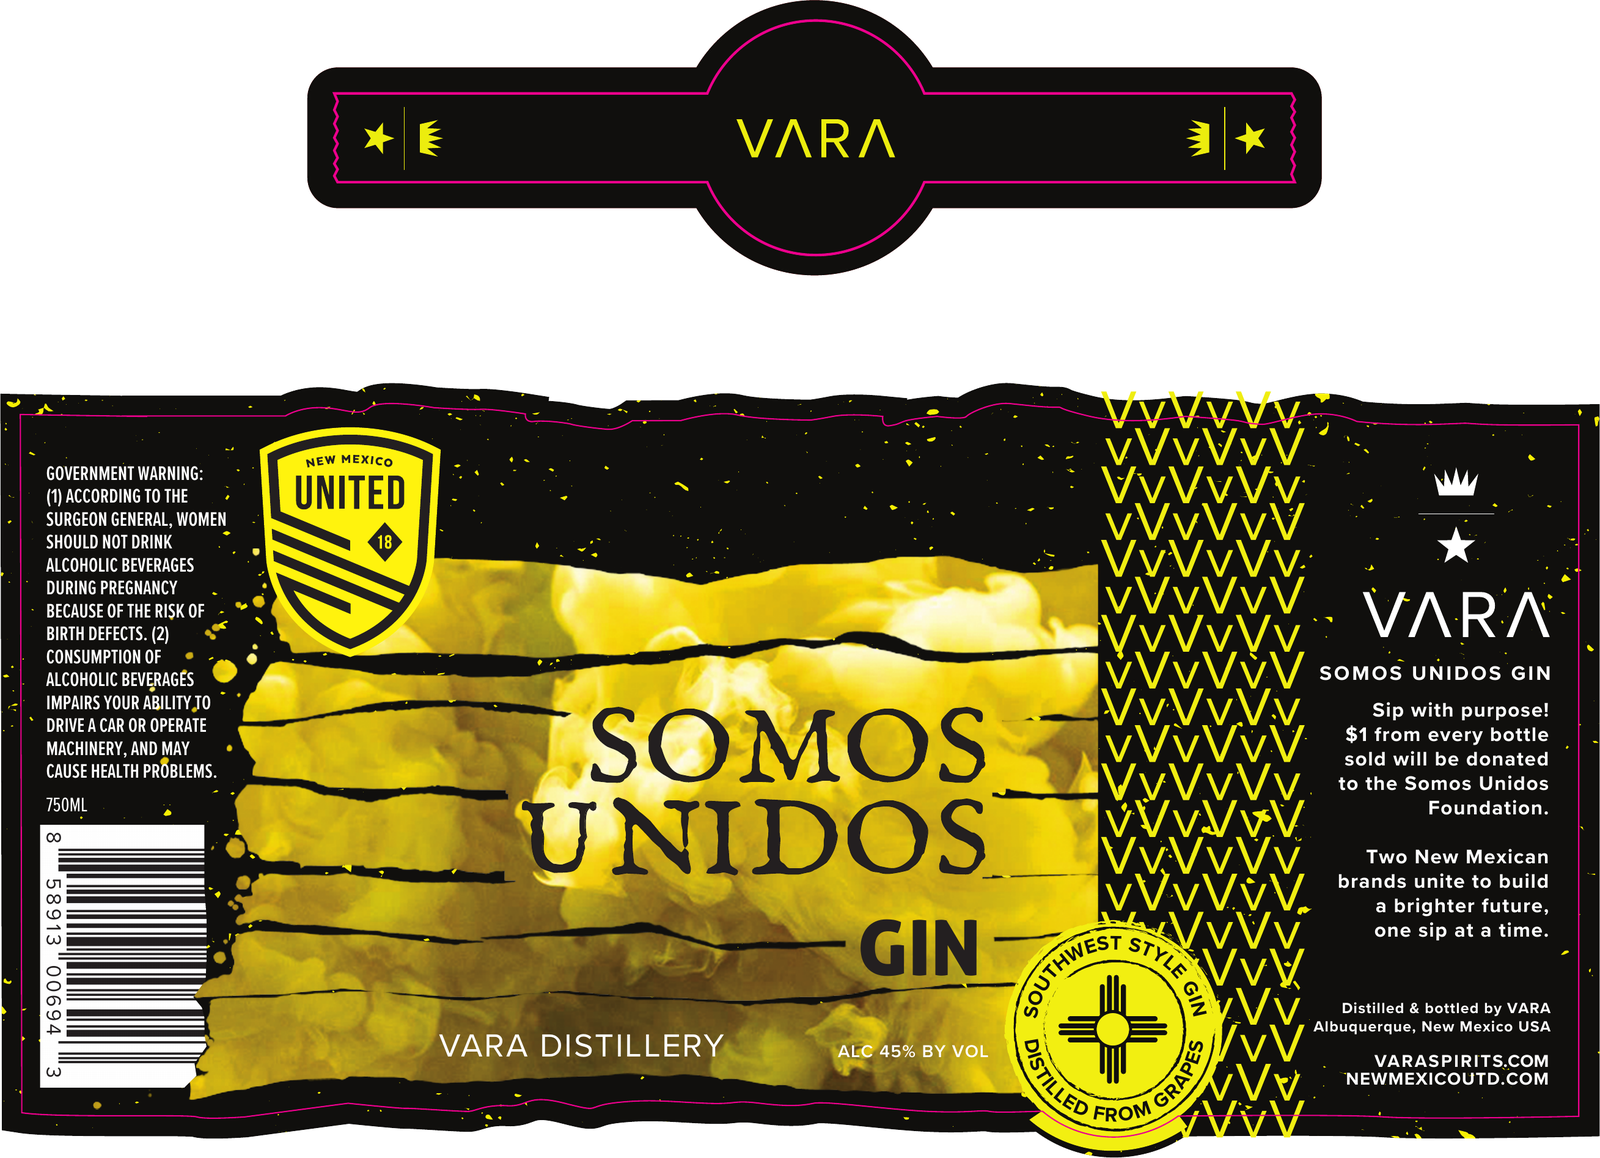 VARA
GOVERNMENT WARNING:
(1) ACCORDING TO THE
SURGEON GENERAL, WOMEN
SHOULD NOT DRINK
ALCOHOLIC BEVERAGES
DURING PREGNANCY
BECAUSE OF THE RISK OF
BIRTH DEFECTS. (2)
CONSUMPTION OF
ALCOHOLIC BEVERAGES
IMPAIRS YOUR ABILITY TO
DRIVE A CAR OR OPERATE
MACHINERY, AND MAY
CAUSE HEALTH PROBLEMS.
750ML
8 58913 00694 3
NEW MEXICO
UNITED
18
SOMOS
UNIDOS
GIN
VARA DISTILLERY
ALC 45% BY VOL
SOUTHWEST STYLE GIN
DISTILLED FROM GRAPES
VARA
SOMOS UNIDOS GIN
Sip with purpose!
$1 from every bottle
sold will be donated
to the Somos Unidos
Foundation.
Two New Mexican
brands unite to build
a brighter future,
one sip at a time.
Distilled & bottled by VARA
Albuquerque, New Mexico USA
VARASPIRITS.COM
NEWMEXICOUTD.COM